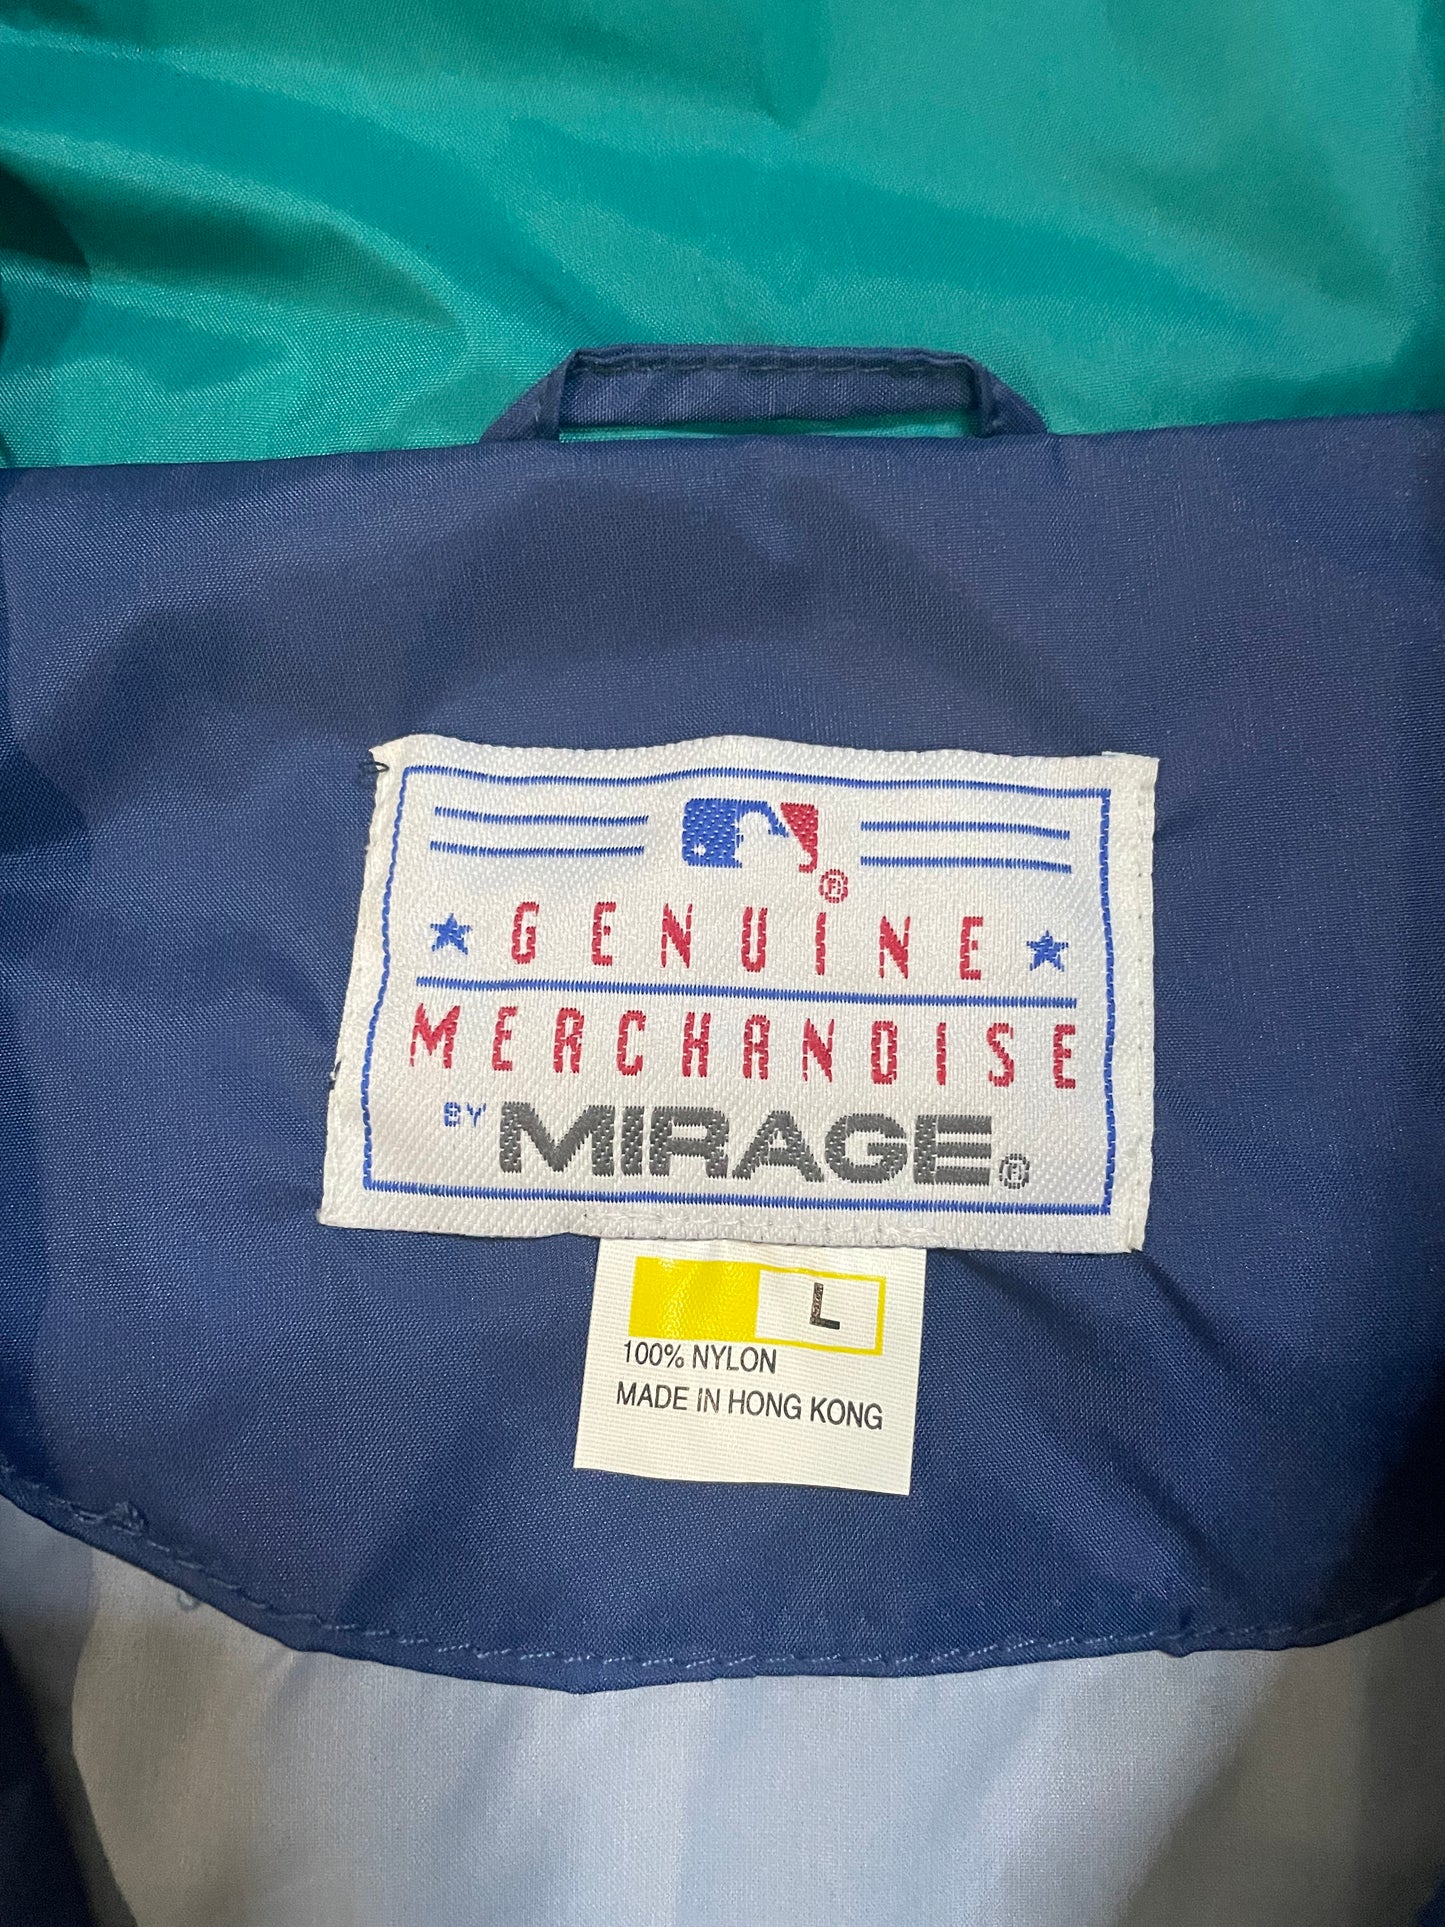 ®
GENUINE
MERCHANDISE
BY MIRAGE®
L
100% NYLON
MADE IN HONG KONG